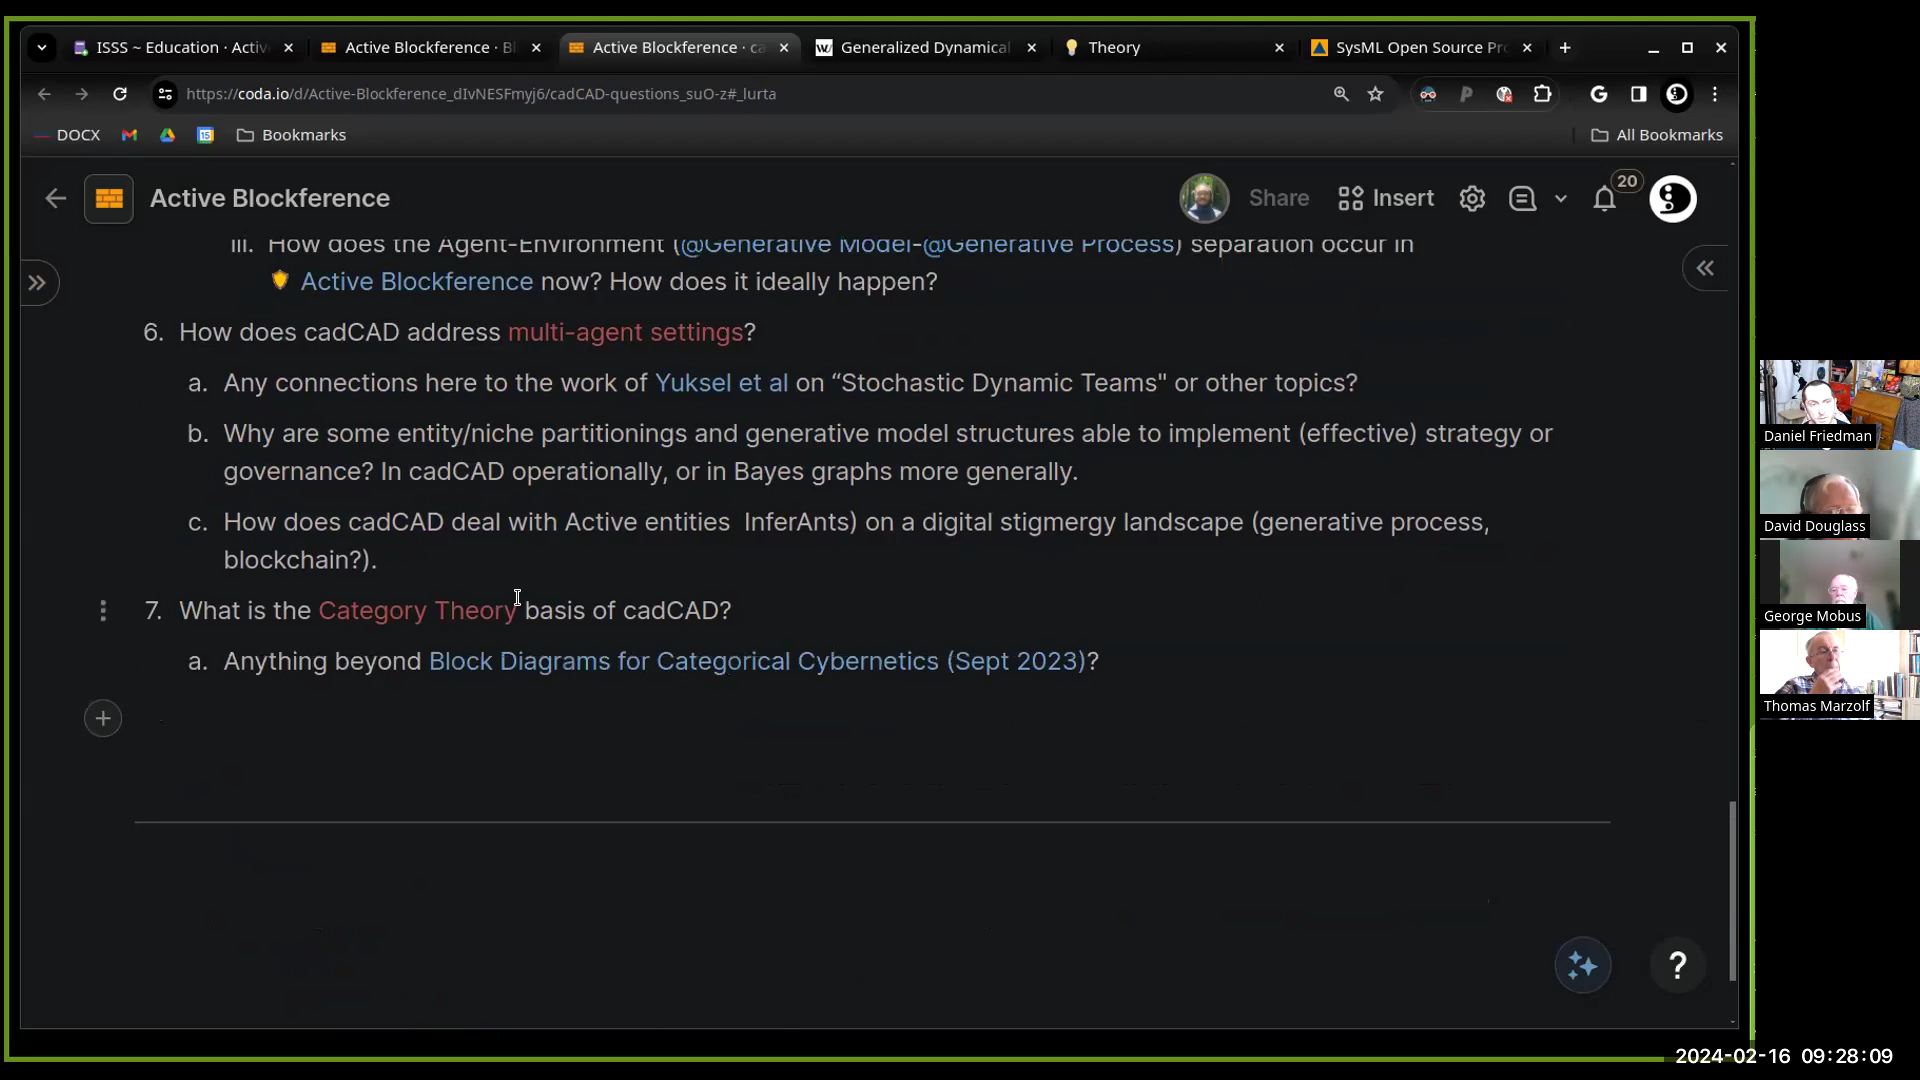 ISSS ~ Education · Activ
Active Blockference · Bl
Active Blockference · ca
Generalized Dynamical
Theory
SysML Open Source Pro
https://coda.io/d/Active-Blockference_dIvNESFmyj6/cadCAD-questions_suO-z#_lurta
DOCX
Bookmarks
All Bookmarks
Active Blockference
Share
Insert
20
iii. How does the Agent-Environment (@Generative Model-@Generative Process) separation occur in
Active Blockference now? How does it ideally happen?
6. How does cadCAD address multi-agent settings?
a. Any connections here to the work of Yuksel et al on “Stochastic Dynamic Teams" or other topics?
b. Why are some entity/niche partitionings and generative model structures able to implement (effective) strategy or
governance? In cadCAD operationally, or in Bayes graphs more generally.
c. How does cadCAD deal with Active entities  InferAnts) on a digital stigmergy landscape (generative process,
blockchain?).
7. What is the Category Theory basis of cadCAD?
a. Anything beyond Block Diagrams for Categorical Cybernetics (Sept 2023)?
?
Daniel Friedman
David Douglass
George Mobus
Thomas Marzolf
2024-02-16 09:28:09